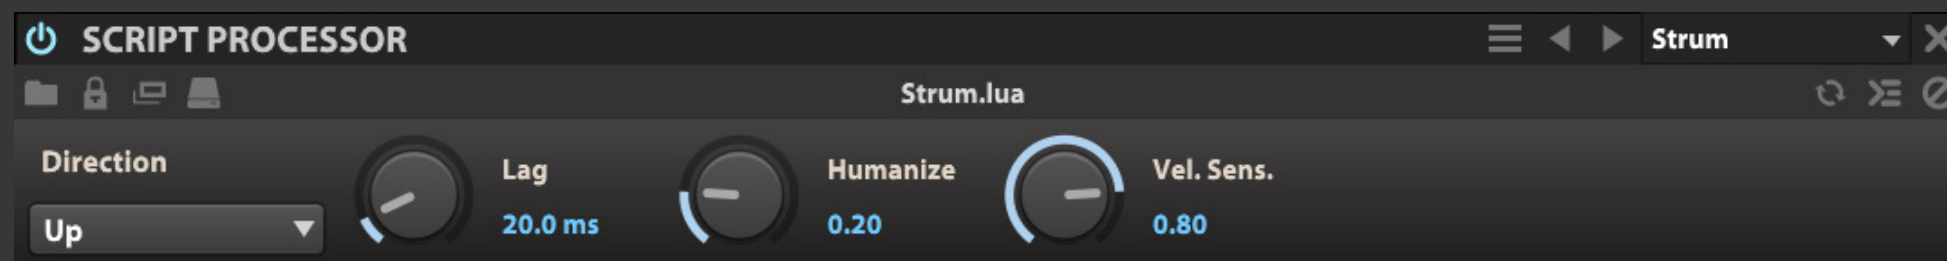 SCRIPT PROCESSOR
Strum
Strum.lua
Direction
Up
Lag
20.0 ms
Humanize
0.20
Vel. Sens.
0.80